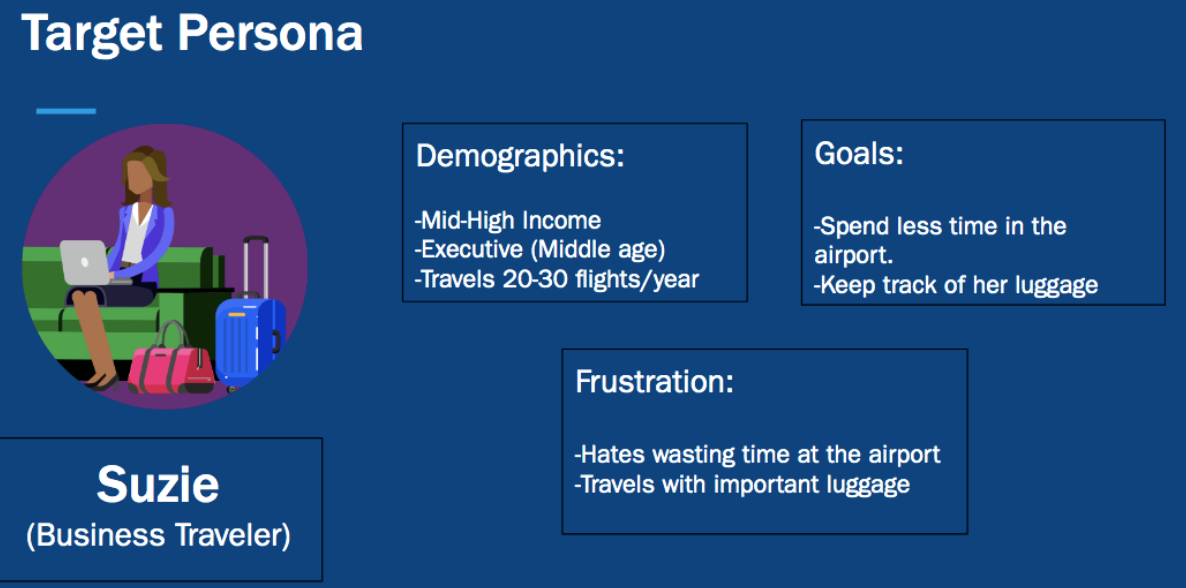 Target Persona
Demographics:
-Mid-High Income
-Executive (Middle age)
-Travels 20-30 flights/year
Goals:
-Spend less time in the
airport.
-Keep track of her luggage
Frustration:
-Hates wasting time at the airport
-Travels with important luggage
Suzie
(Business Traveler)